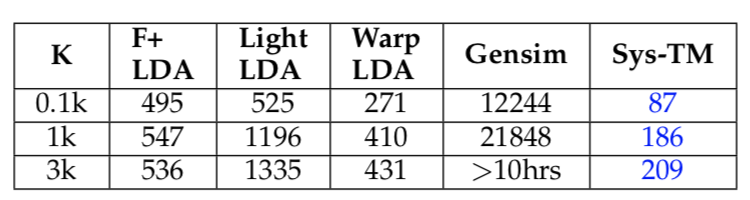 K F+ LDA Light LDA Warp LDA Gensim Sys-TM
0.1k 495 525 271 12244 87
1k 547 1196 410 21848 186
3k 536 1335 431 >10hrs 209